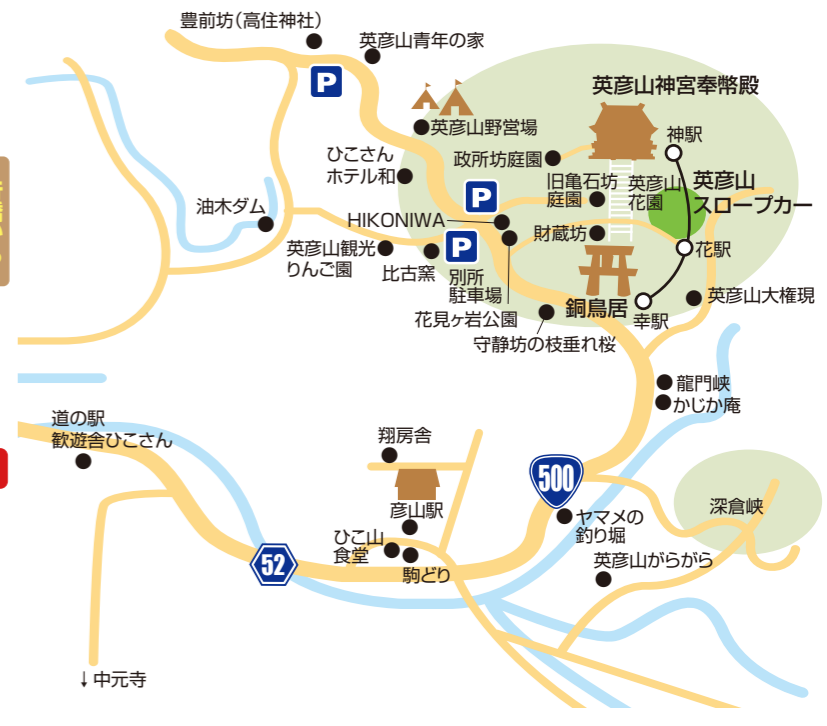 豊前坊(高住神社)
英彦山青年の家
P
英彦山神宮奉幣殿
英彦山野営場
神駅
ひこさん
ホテル和
政所坊庭園
旧亀石坊
庭園
英彦山
花園
英彦山
スロープカー
P
油木ダム
HIKONIWA
財蔵坊
英彦山観光
りんご園
P
花駅
比古窯
別所
駐車場
銅鳥居
幸駅
英彦山大権現
花見ヶ岩公園
守静坊の枝垂れ桜
龍門峡
かじか庵
道の駅
歓遊舎ひこさん
翔房舎
500
深倉峡
彦山駅
ヤマメの
釣り堀
ひこ山
食堂
52
駒どり
英彦山がらがら
↓中元寺